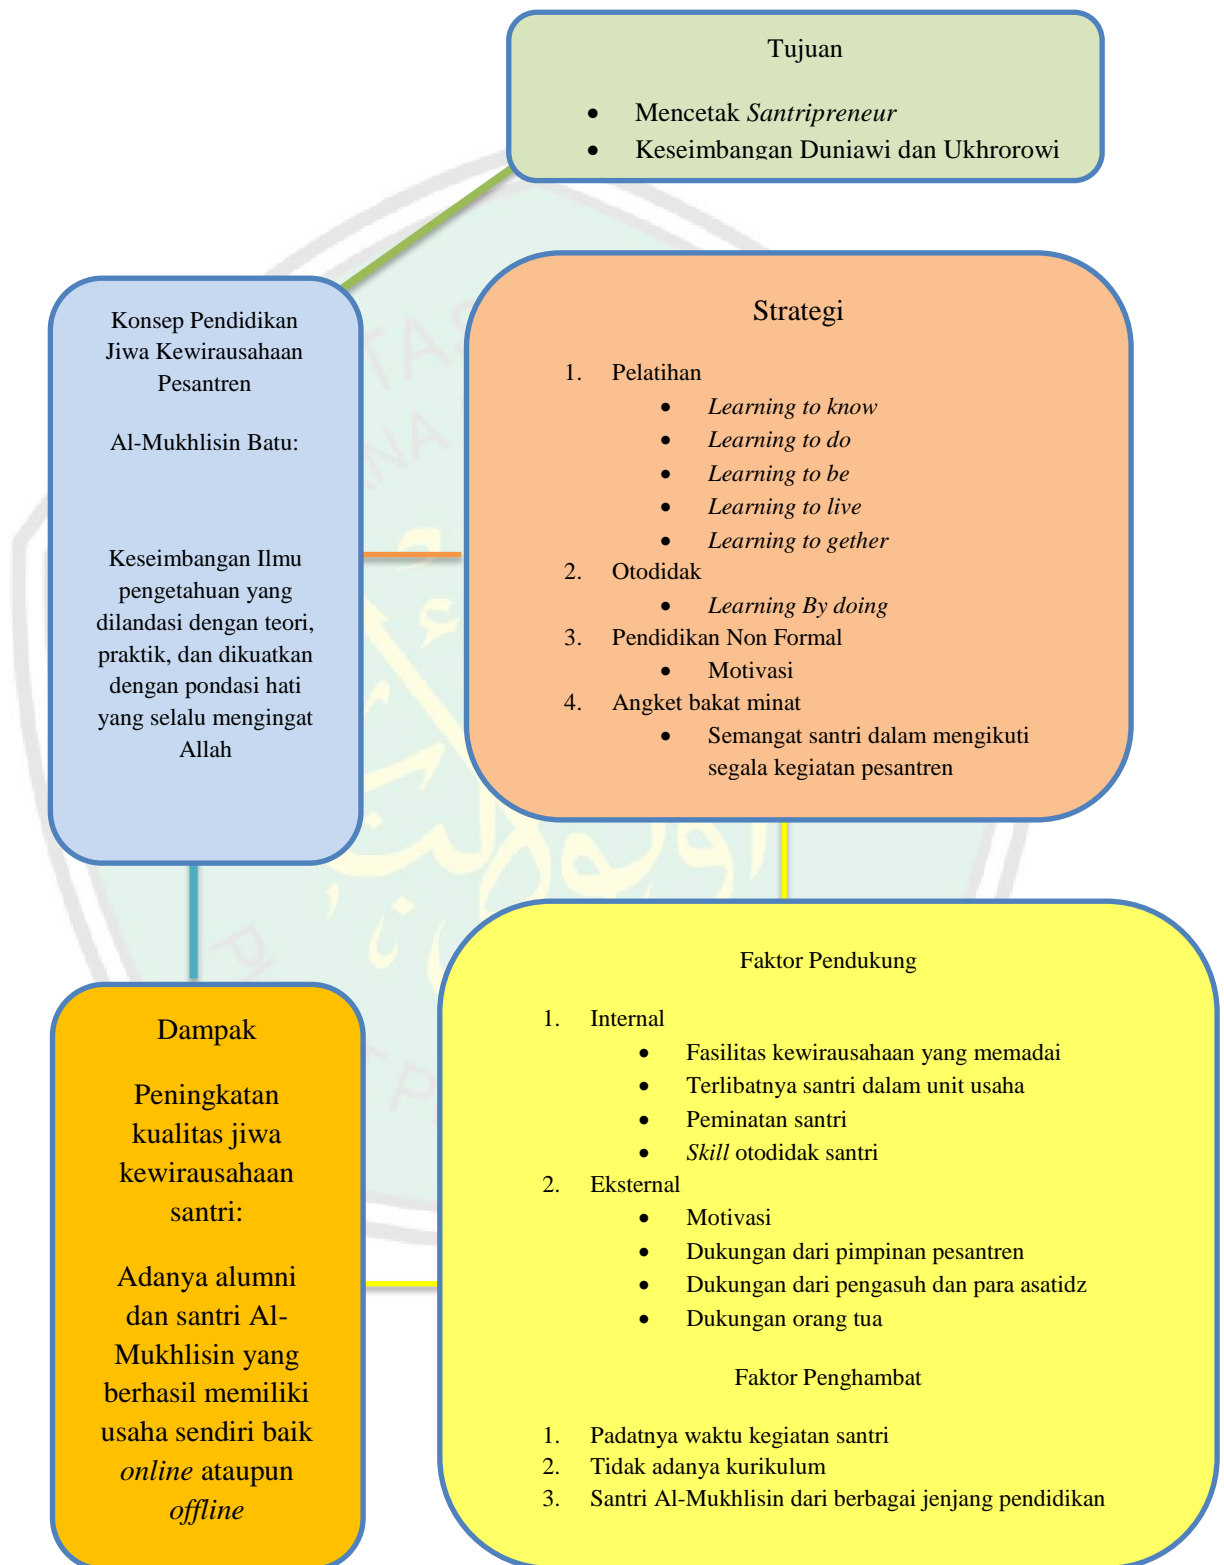 Tujuan
• Mencetak Santripreneur
• Keseimbangan Duniawi dan Ukhrorowi
Konsep Pendidikan
Jiwa Kewirausahaan
Pesantren
Al-Mukhlisin Batu:
Keseimbangan Ilmu
pengetahuan yang
dilandasi dengan teori,
praktik, dan dikuatkan
dengan pondasi hati
yang selalu mengingat
Allah
Strategi
1. Pelatihan
• Learning to know
• Learning to do
• Learning to be
• Learning to live
• Learning to gether
2. Otodidak
• Learning By doing
3. Pendidikan Non Formal
• Motivasi
4. Angket bakat minat
• Semangat santri dalam mengikuti
segala kegiatan pesantren
Dampak
Peningkatan
kualitas jiwa
kewirausahaan
santri:
Adanya alumni
dan santri Al-
Mukhlisin yang
berhasil memiliki
usaha sendiri baik
online ataupun
offline
Faktor Pendukung
1. Internal
• Fasilitas kewirausahaan yang memadai
• Terlibatnya santri dalam unit usaha
• Peminatan santri
• Skill otodidak santri
2. Eksternal
• Motivasi
• Dukungan dari pimpinan pesantren
• Dukungan dari pengasuh dan para asatidz
• Dukungan orang tua
Faktor Penghambat
1. Padatnya waktu kegiatan santri
2. Tidak adanya kurikulum
3. Santri Al-Mukhlisin dari berbagai jenjang pendidikan